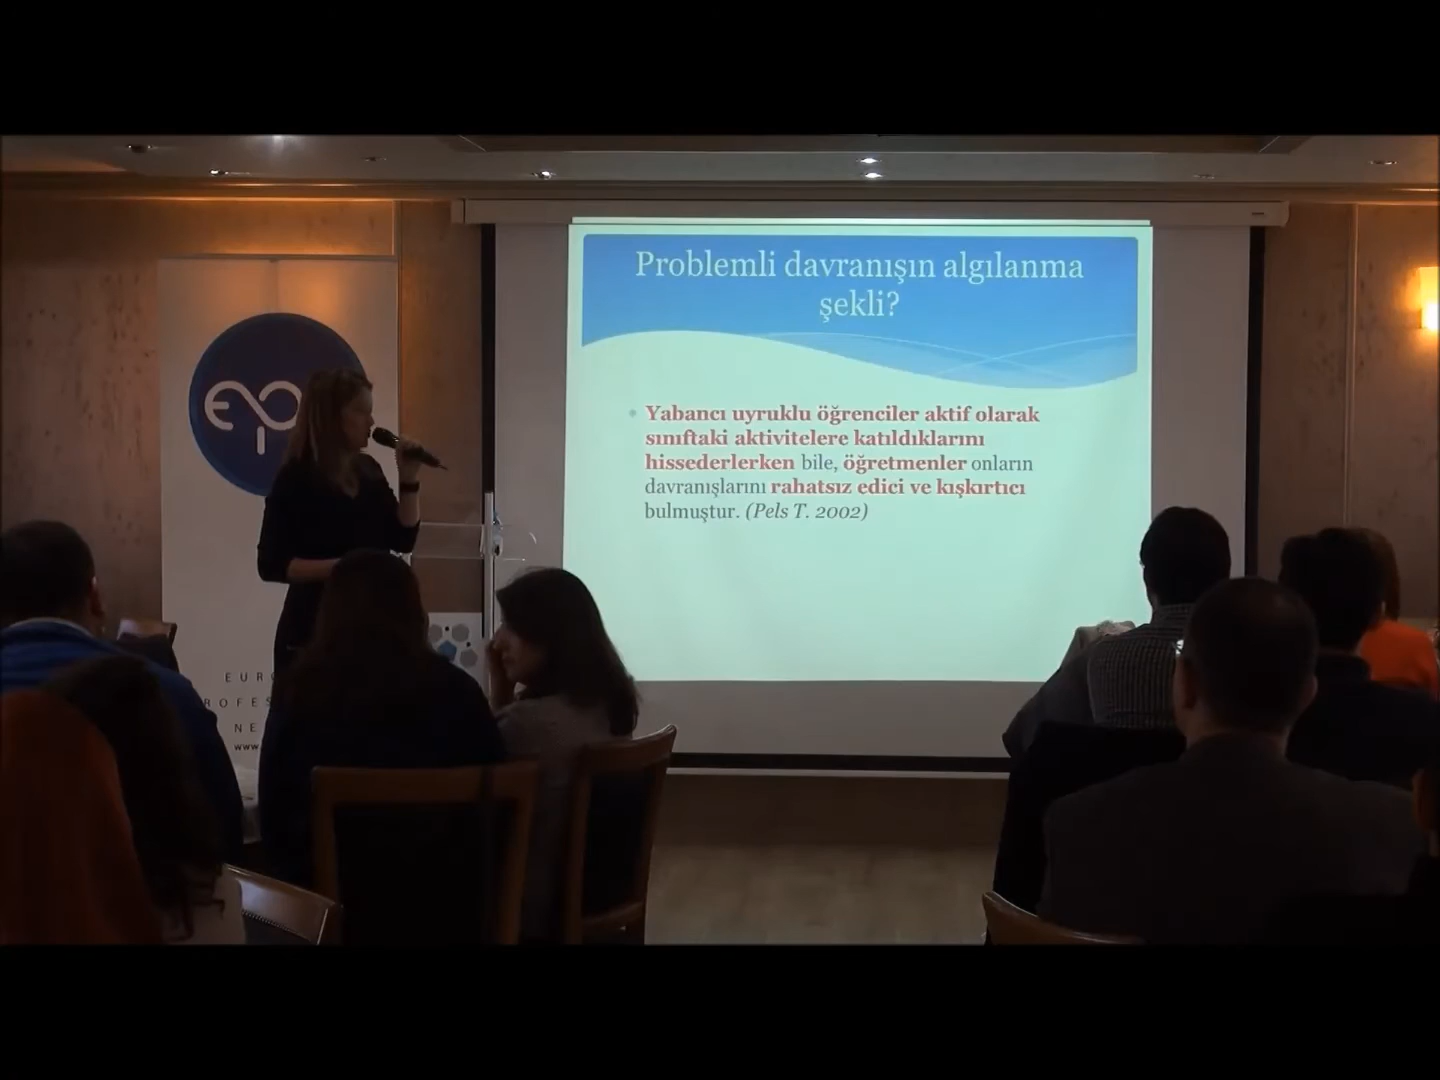 Problemli davranışın algılanma
şekli?
Yabancı uyruklu öğrenciler aktif olarak
sınıftaki aktivitelere katıldıklarını
hissederlerken bile, öğretmenler onların
davranışlarını rahatsız edici ve kışkırtıcı
bulmuştur. (Pels T. 2002)
www.